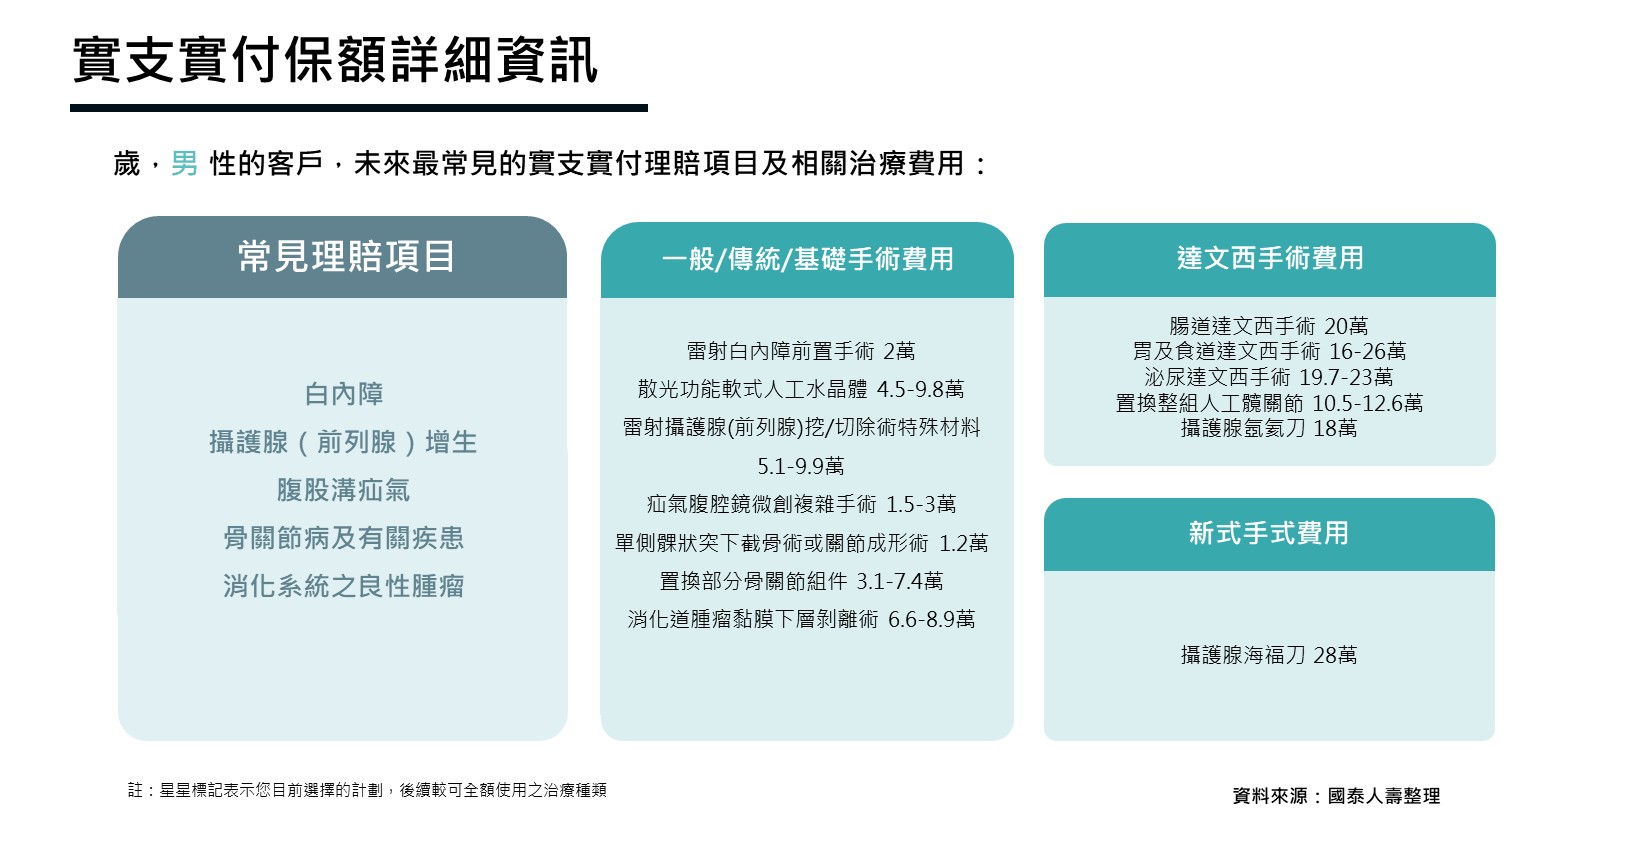 實支實付保額詳細資訊
歲，男 性的客戶，未來最常見的實支實付理賠項目及相關治療費用：
常見理賠項目
白內障
攝護腺（前列腺）增生
腹股溝疝氣
骨關節病及有關疾患
消化系統之良性腫瘤
一般/傳統/基礎手術費用
雷射白內障前置手術 2萬
散光功能軟式人工水晶體 4.5-9.8萬
雷射攝護腺(前列腺)挖/切除術特殊材料
5.1-9.9萬
疝氣腹腔鏡微創複雜手術 1.5-3萬
單側髁狀突下截骨術或關節成形術 1.2萬
置換部分骨關節組件 3.1-7.4萬
消化道腫瘤黏膜下層剝離術 6.6-8.9萬
達文西手術費用
腸道達文西手術 20萬
胃及食道達文西手術 16-26萬
泌尿達文西手術 19.7-23萬
置換整組人工髖關節 10.5-12.6萬
攝護腺氬氦刀 18萬
新式手式費用
攝護腺海福刀 28萬
註：星星標記表示您目前選擇的計劃，後續較可全額使用之治療種類
資料來源：國泰人壽整理